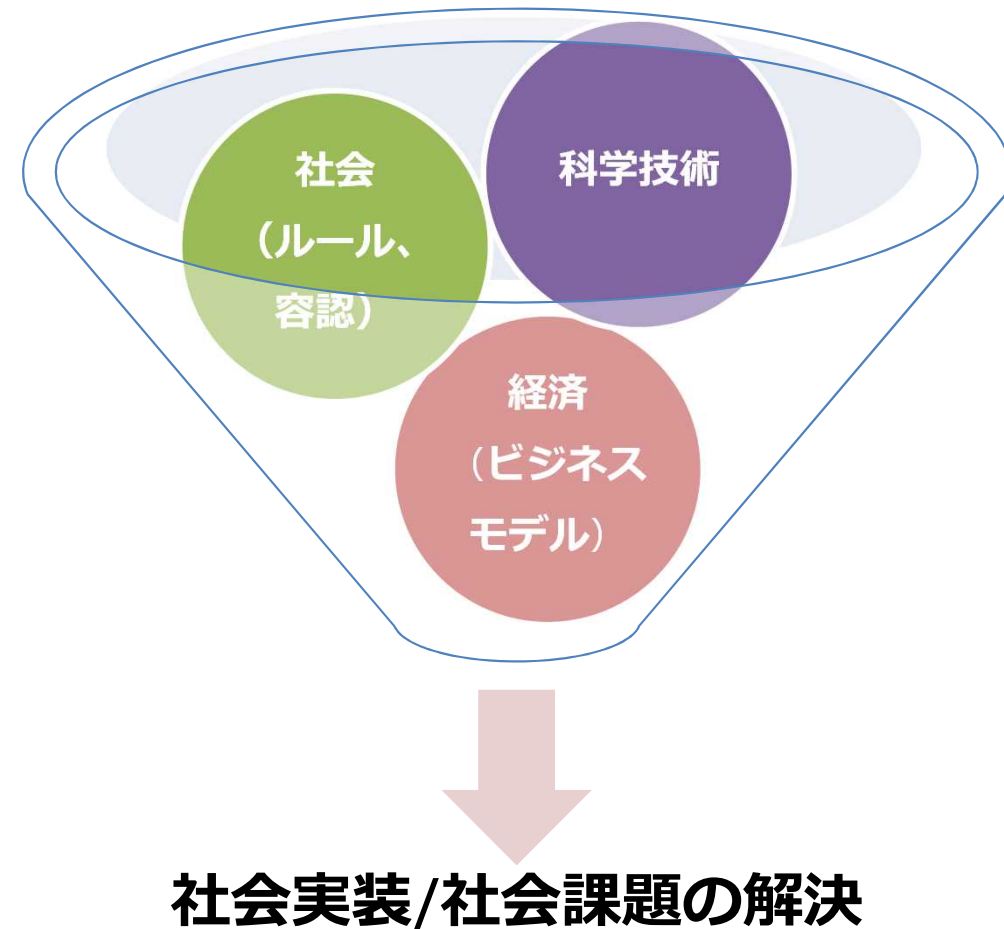 社会
（ルール、
容認）
科学技術
経済
（ビジネス
モデル）
社会実装/社会課題の解決